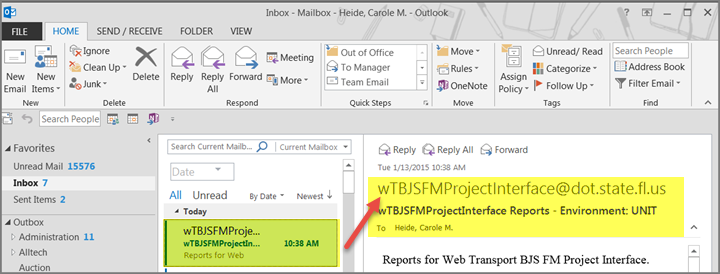 Inbox - Mailbox - Heide, Carole M. - Outlook
FILE HOME SEND / RECEIVE FOLDER VIEW
New Email
New Items
New
Ignore
Clean Up
Junk
Delete
Delete
Reply
Reply All
Forward
Meeting
More
Respond
Out of Office
To Manager
Team Email
Quick Steps
Move
Rules
OneNote
Move
Assign Policy
Unread/ Read
Categorize
Follow Up
Tags
Search People
Address Book
Filter Email
Find
Search People
Favorites
Unread Mail 15576
Inbox 7
Sent Items 2
Outbox
Administration 11
Alltech
Aviation
Search Current Mailbox... Current Mailbox
Date
All Unread By Date Newest
Today
wTBJSFMProje...
wTBJSFMProjectIn... 10:38 AM
Reports for Web
Reply Reply All Forward
Tue 1/13/2015 10:38 AM
wTBJSFMProjectInterface@dot.state.fl.us
wTBJSFMProjectInterface Reports - Environment: UNIT
To Heide, Carole M.
Reports for Web Transport BJS FM Project Interface.